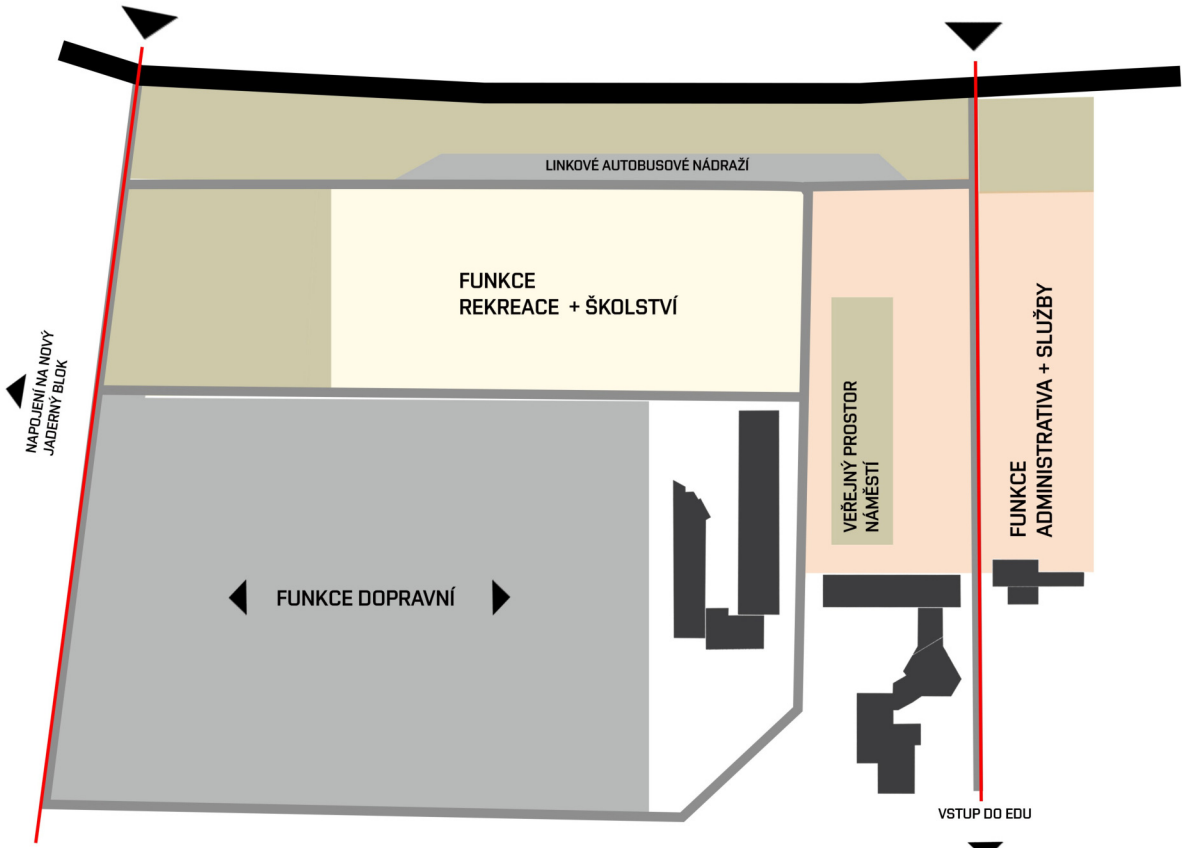 LINKOVÉ AUTOBUSOVÉ NÁDRAŽÍ
FUNKCE
REKREACE + ŠKOLSTVÍ
NAPOJENÍ NA NOVÝ
JADERNÝ BLOK
VEŘEJNÝ PROSTOR
NÁMĚSTÍ
FUNKCE
ADMINISTRATIVA + SLUŽBY
FUNKCE DOPRAVNÍ
VSTUP DO EDU